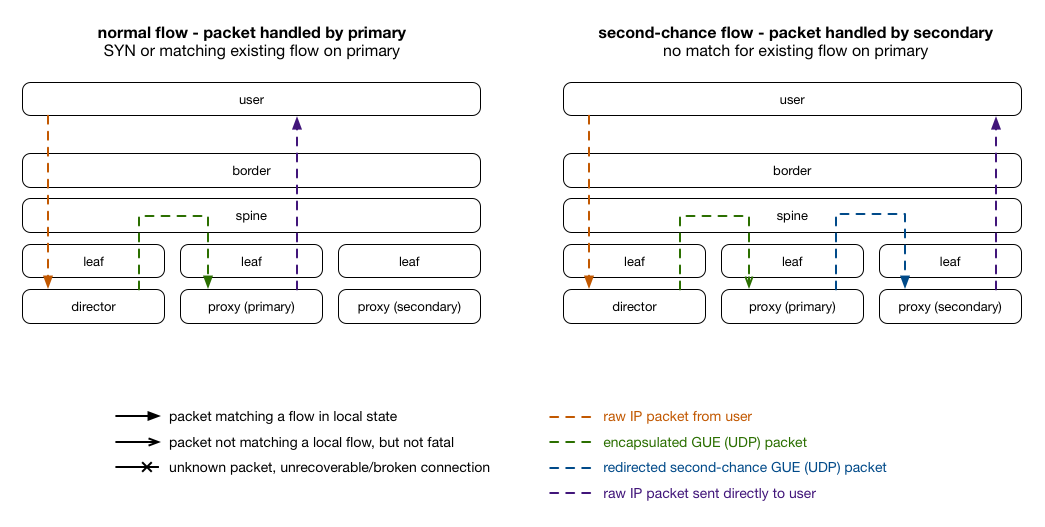 normal flow - packet handled by primary
SYN or matching existing flow on primary
user
border
spine
leaf
leaf
leaf
director
proxy (primary)
proxy (secondary)
second-chance flow - packet handled by secondary
no match for existing flow on primary
user
border
spine
leaf
leaf
leaf
director
proxy (primary)
proxy (secondary)
packet matching a flow in local state
packet not matching a local flow, but not fatal
unknown packet, unrecoverable/broken connection
raw IP packet from user
encapsulated GUE (UDP) packet
redirected second-chance GUE (UDP) packet
raw IP packet sent directly to user